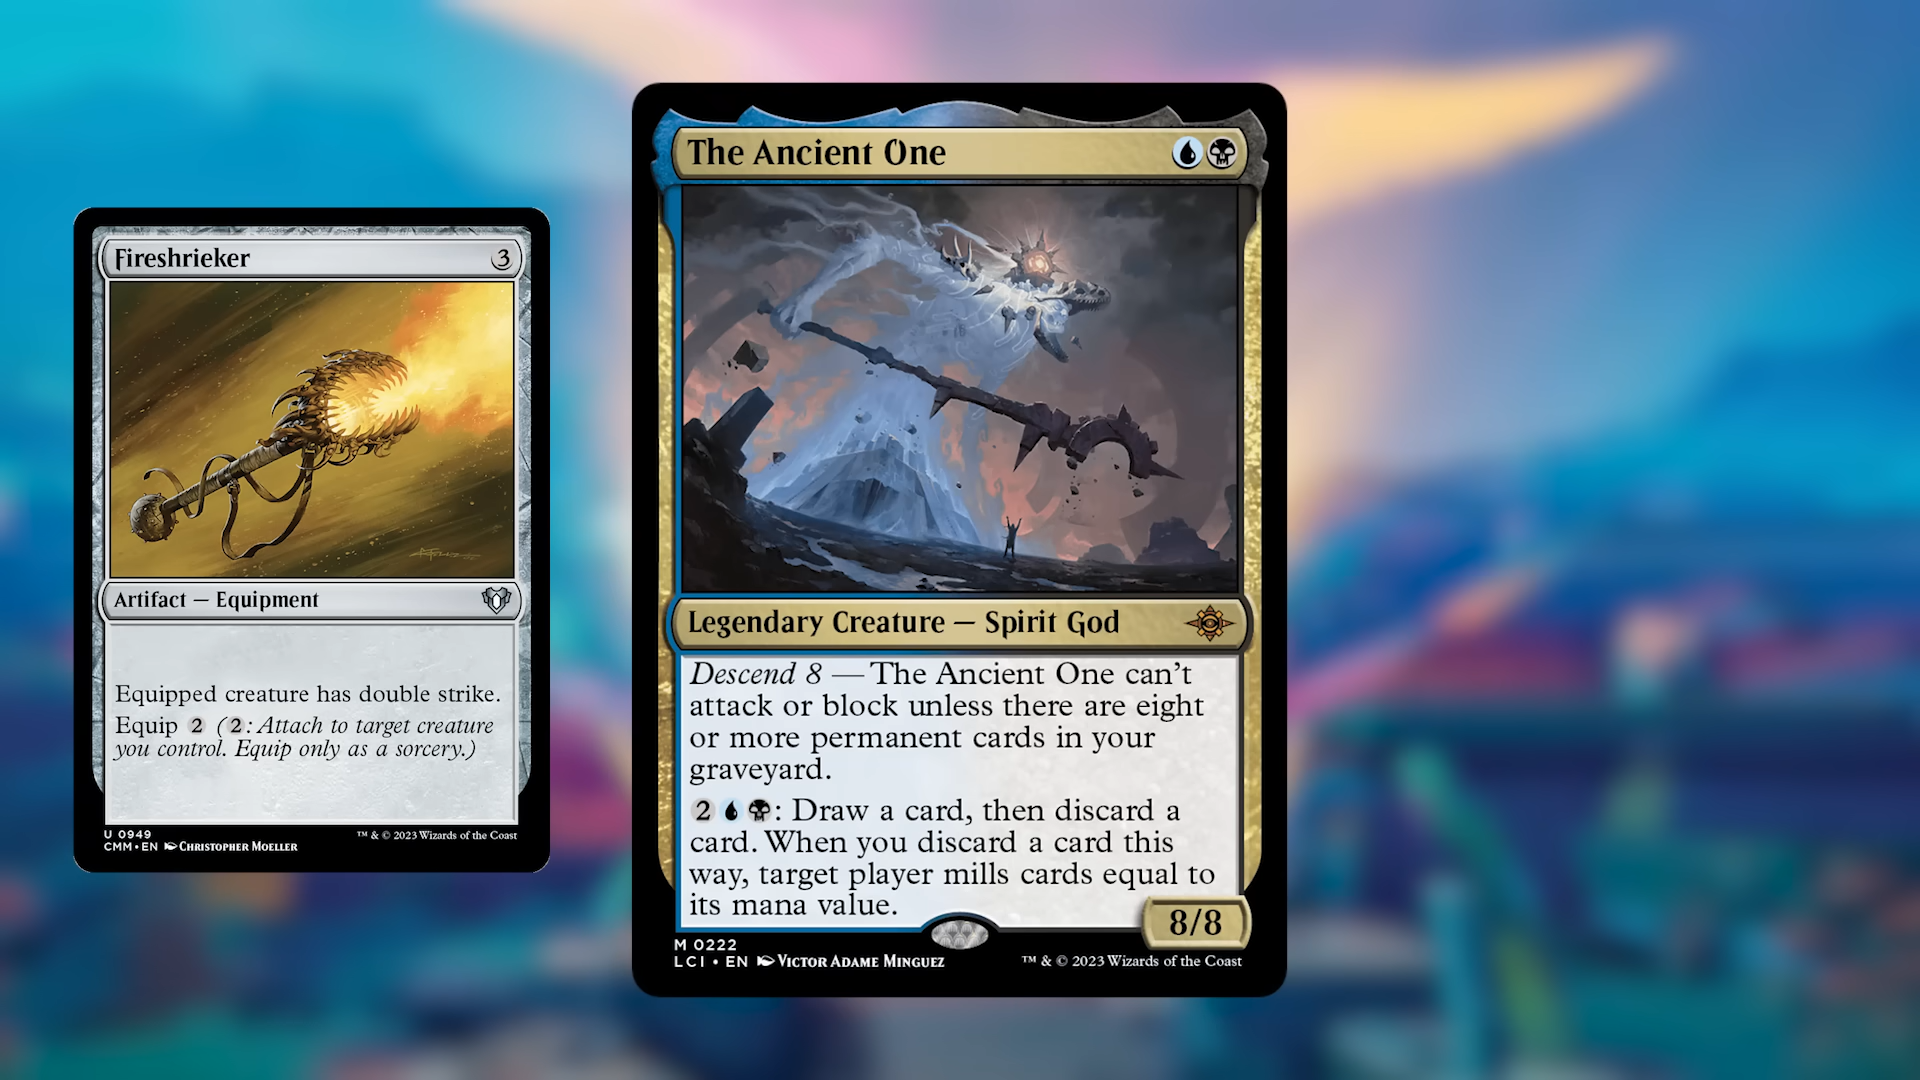 Fireshrieker 3
Artifact — Equipment
Equipped creature has double strike.
Equip 2 (2: Attach to target creature
you control. Equip only as a sorcery.)
U 0949
CMM • EN Christopher Moeller
™ & © 2023 Wizards of the Coast
The Ancient One
Legendary Creature — Spirit God
Descend 8 — The Ancient One can't
attack or block unless there are eight
or more permanent cards in your
graveyard.
2 : Draw a card, then discard a
card. When you discard a card this
way, target player mills cards equal to
its mana value.
8/8
M 0222
LCI • EN Victor Adame Minguez
™ & © 2023 Wizards of the Coast